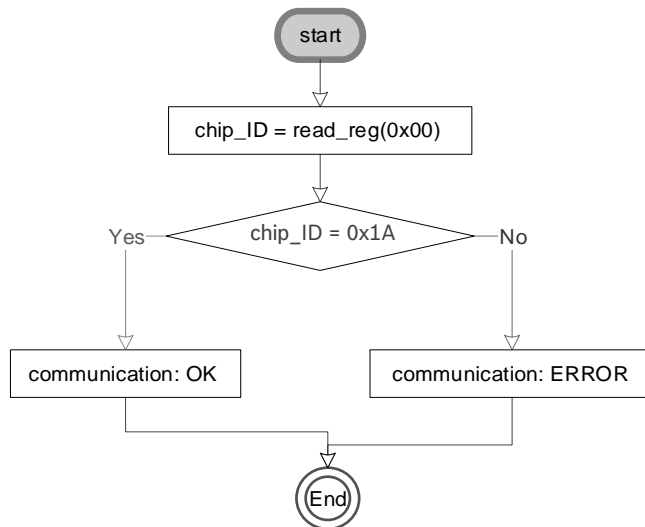 start
chip_ID = read_reg(0x00)
chip_ID = 0x1A
Yes
No
communication: OK
communication: ERROR
End